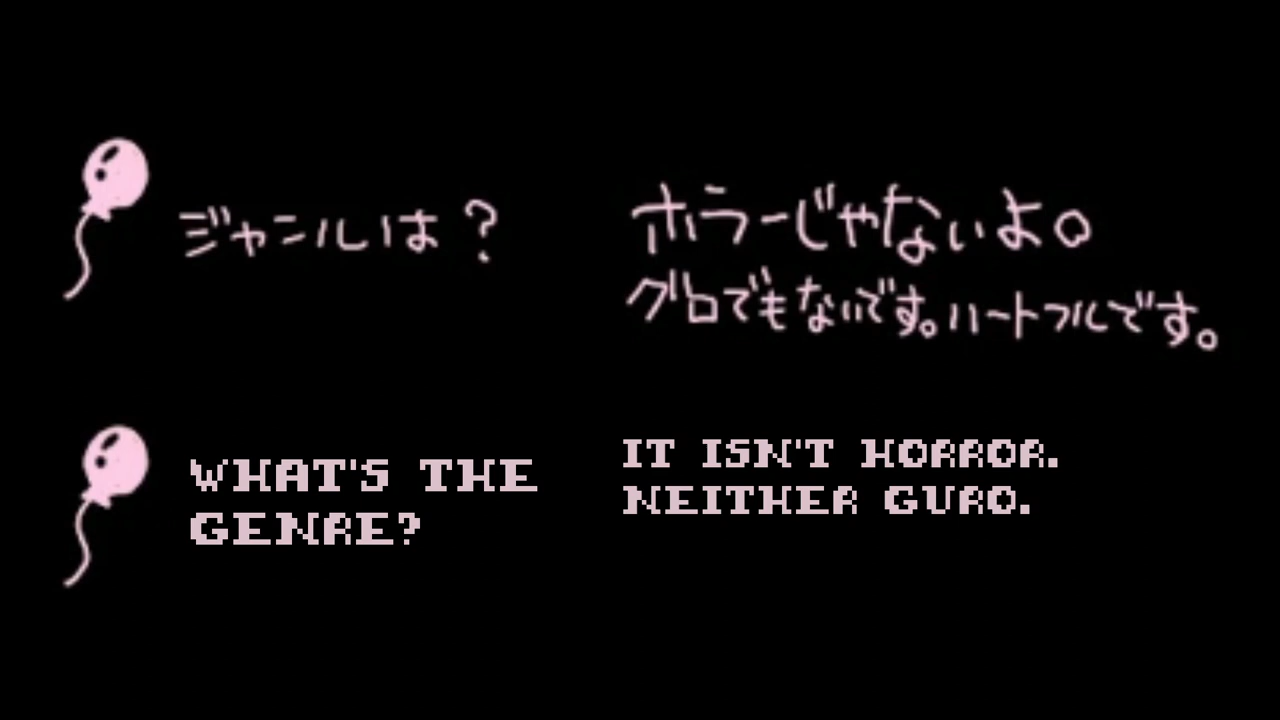 ジャンルは？
ホラーじゃないよ。
グロでもないです。ハートフルです。
WHAT'S THE
GENRE?
IT ISN'T HORROR.
NEITHER GURO.